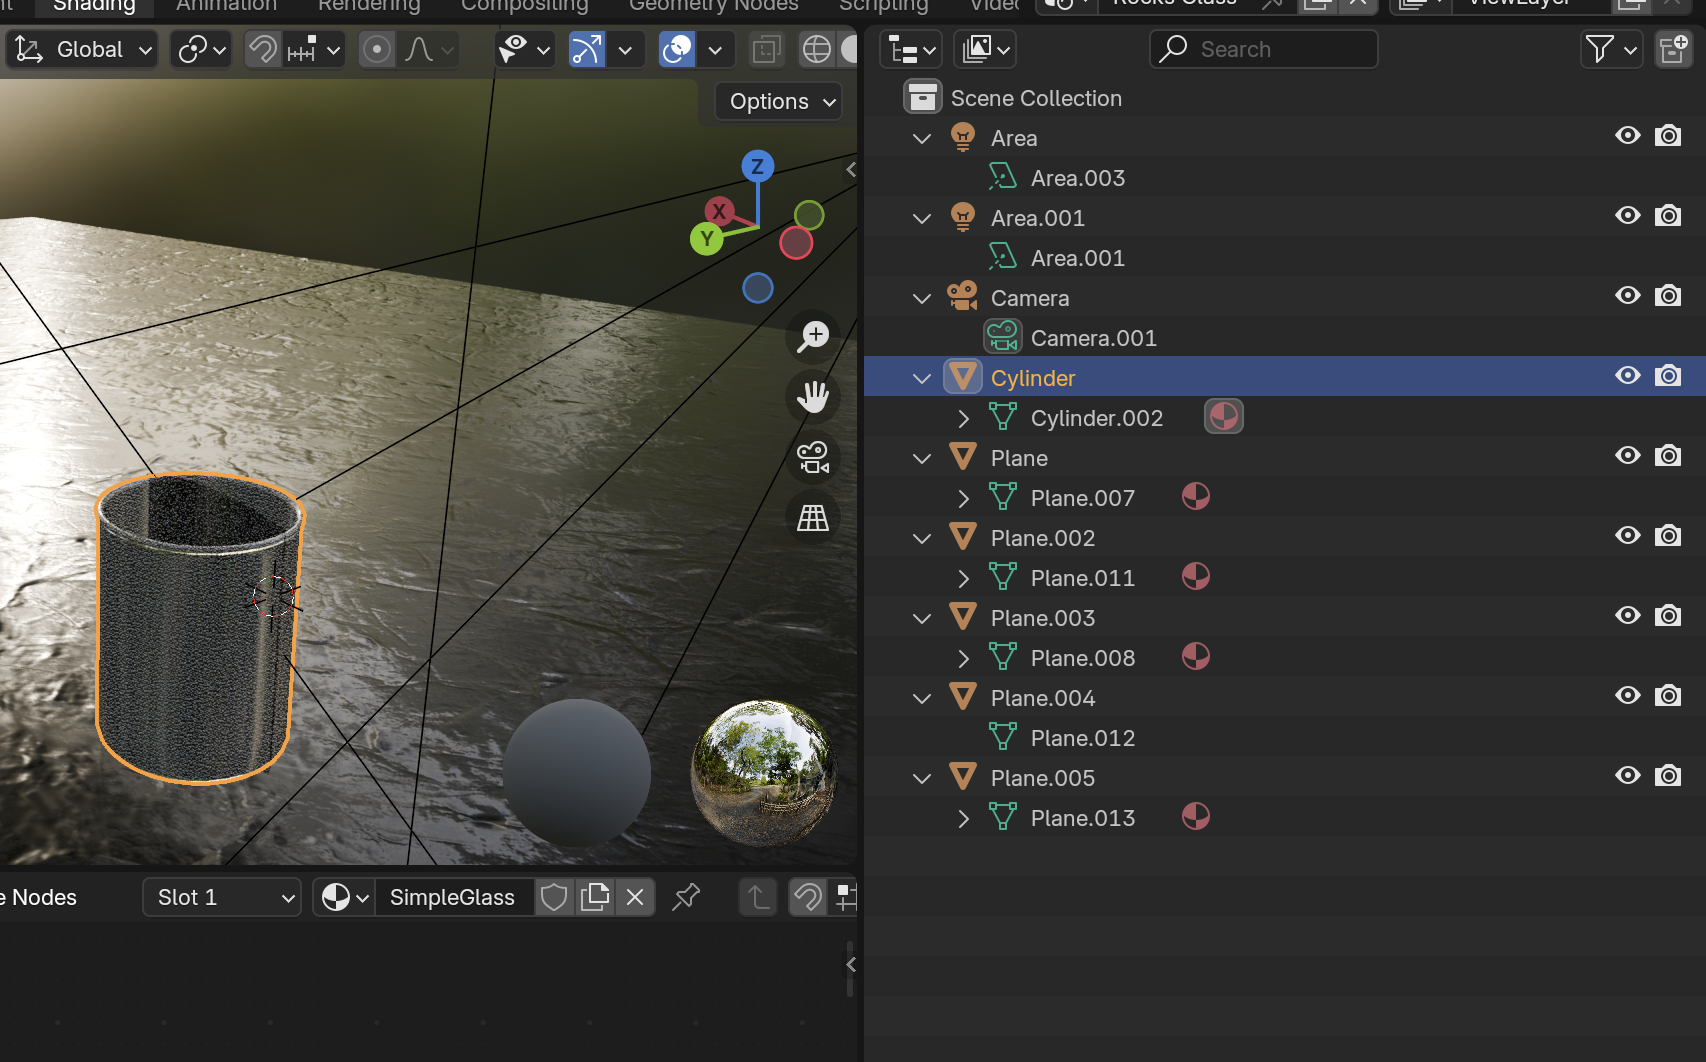 Shading Animation Rendering Compositing Geometry Nodes Scripting
Rocks Glass ViewLayer
Global
Search
Options
Z
X
Y
Scene Collection
Area
Area.003
Area.001
Area.001
Camera
Camera.001
Cylinder
Cylinder.002
Plane
Plane.007
Plane.002
Plane.011
Plane.003
Plane.008
Plane.004
Plane.012
Plane.005
Plane.013
e Nodes Slot 1 SimpleGlass